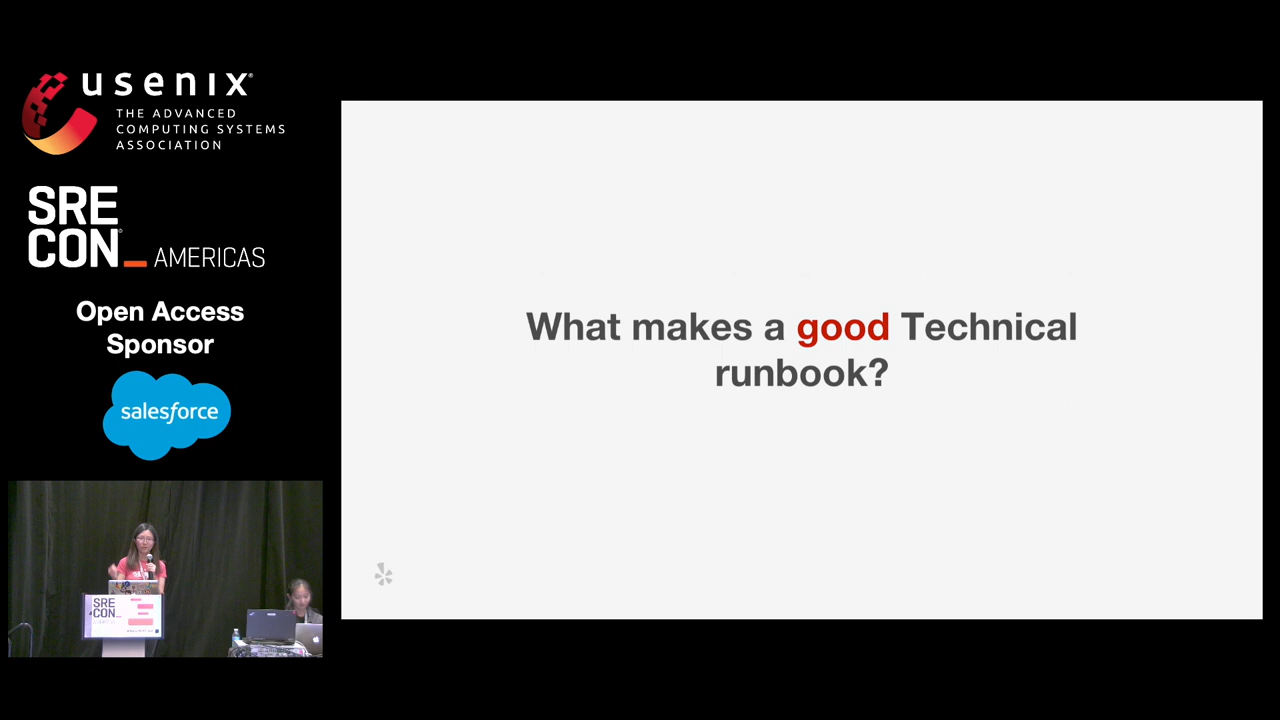 usenix®
THE ADVANCED
COMPUTING SYSTEMS
ASSOCIATION
SRE
CON®
AMERICAS
Open Access
Sponsor
salesforce
What makes a good Technical
runbook?
SRE
CON